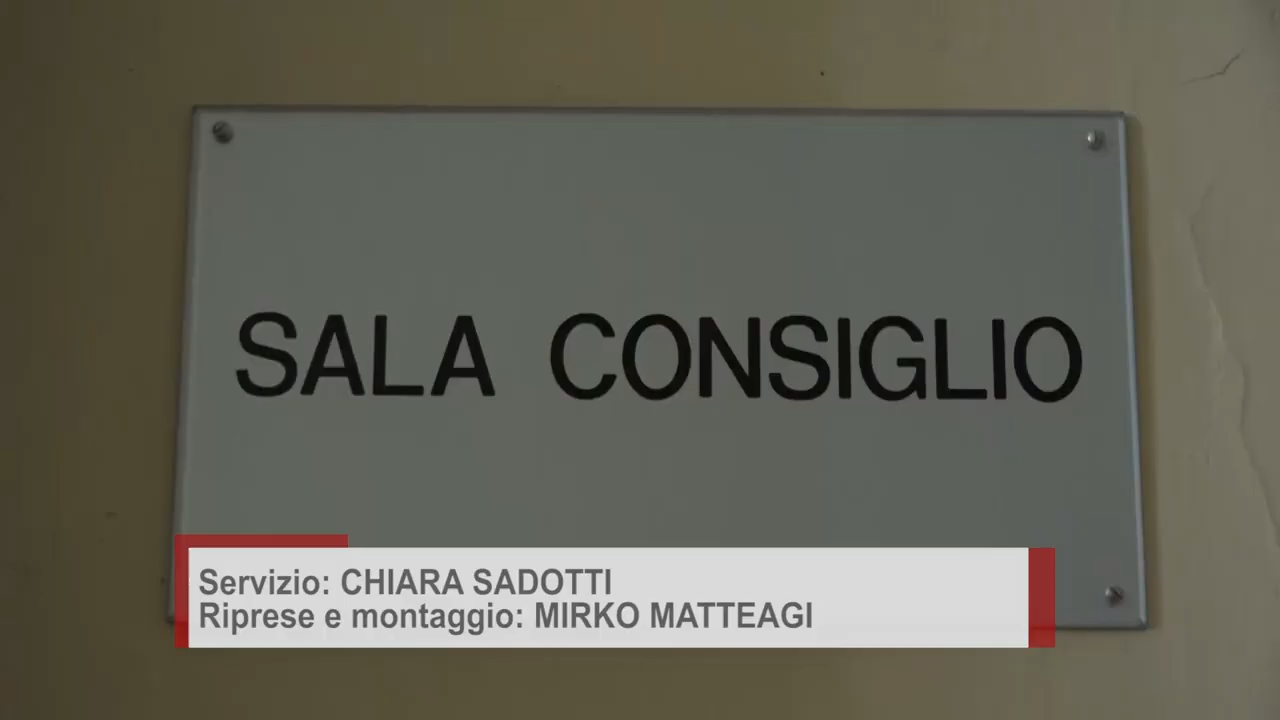 SALA CONSIGLIO
Servizio: CHIARA SADOTTI
Riprese e montaggio: MIRKO MATTEAGI